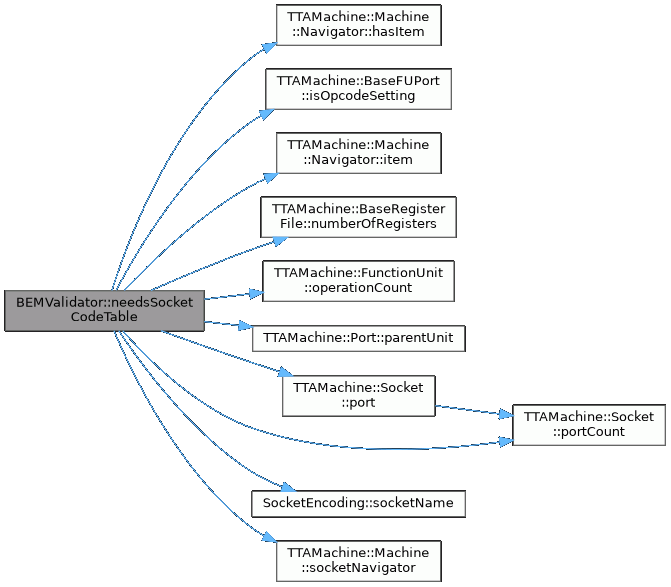 TTAMachine::Machine
::Navigator::hasItem
TTAMachine::BaseFUPort
::isOpcodeSetting
TTAMachine::Machine
::Navigator::item
TTAMachine::BaseRegister
File::numberOfRegisters
TTAMachine::FunctionUnit
::operationCount
BEMValidator::needsSocket
CodeTable
TTAMachine::Port::parentUnit
TTAMachine::Socket
::port
TTAMachine::Socket
::portCount
SocketEncoding::socketName
TTAMachine::Machine
::socketNavigator